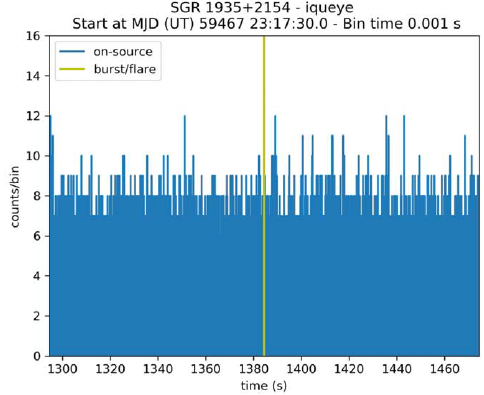 SGR 1935+2154 - iqueye
Start at MJD (UT) 59467 23:17:30.0 - Bin time 0.001 s
on-source
burst/flare
counts/bin
16
14
12
10
8
6
4
2
0
1300 1320 1340 1360 1380 1400 1420 1440 1460
time (s)